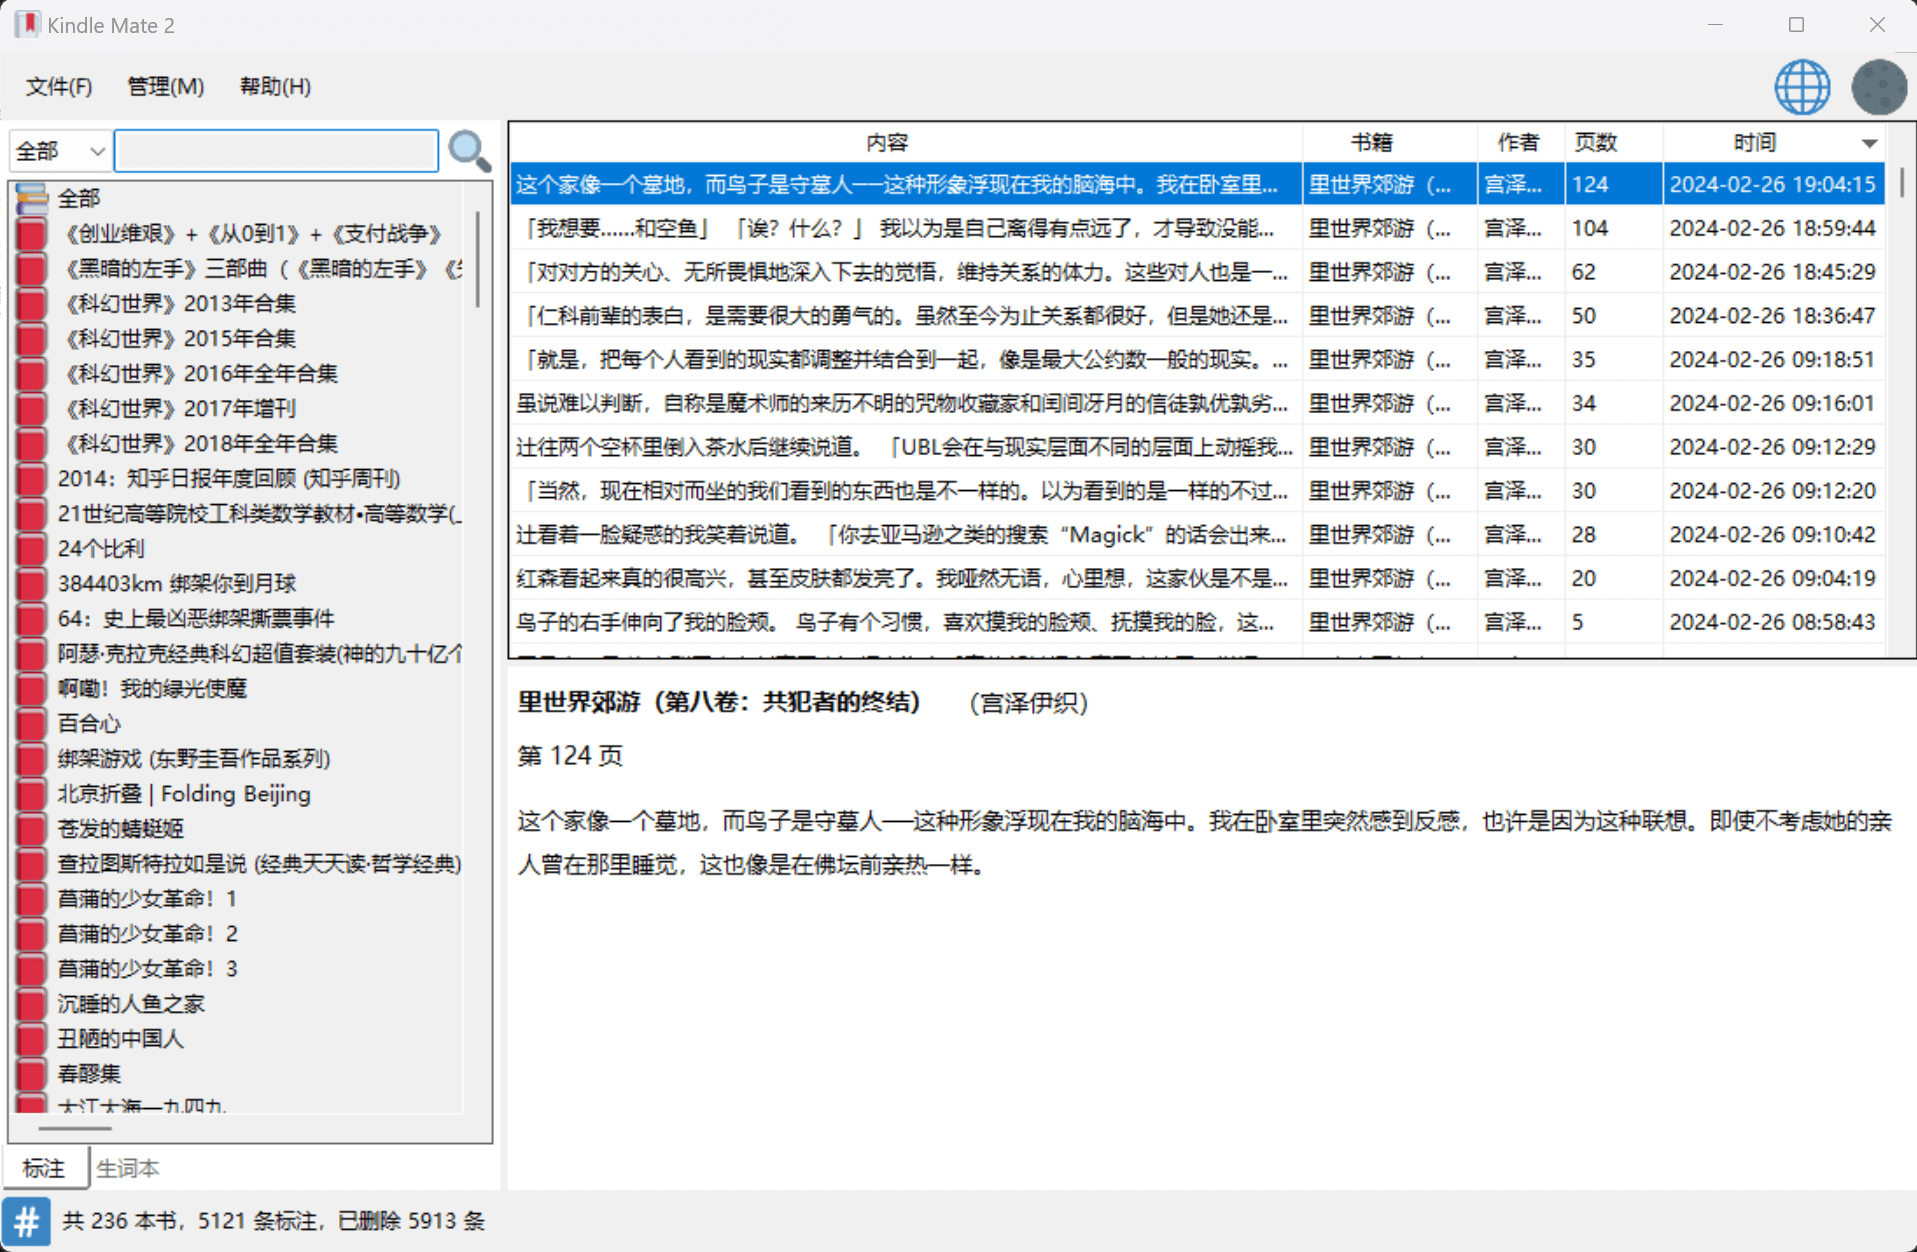 Kindle Mate 2
文件(F) 管理(M) 帮助(H)
全部
全部
《创业维艰》+《从0到1》+《支付战争》
《黑暗的左手》三部曲（《黑暗的左手》《
《科幻世界》2013年合集
《科幻世界》2015年合集
《科幻世界》2016年全年合集
《科幻世界》2017年增刊
《科幻世界》2018年全年合集
2014：知乎日报年度回顾 (知乎周刊)
21世纪高等院校工科类数学教材•高等数学(
24个比利
384403km 绑架你到月球
64：史上最凶恶绑架撕票事件
阿瑟·克拉克经典科幻超值套装(神的九十亿个
啊嘞！我的绿光使魔
百合心
绑架游戏 (东野圭吾作品系列)
北京折叠 | Folding Beijing
苍发的蜻蜓姬
查拉图斯特拉如是说 (经典天天读·哲学经典)
菖蒲的少女革命！1
菖蒲的少女革命！2
菖蒲的少女革命！3
沉睡的人鱼之家
丑陋的中国人
春醪集
大江大海一九四九
标注 生词本
内容 书籍 作者 页数 时间
这个家像一个墓地，而鸟子是守墓人──这种形象浮现在我的脑海中。我在卧室里... 里世界郊游（... 宫泽... 124 2024-02-26 19:04:15
「我想要......和空鱼」 「诶？什么？」 我以为是自己离得有点远了，才导致没能... 里世界郊游（... 宫泽... 104 2024-02-26 18:59:44
「对对方的关心、无所畏惧地深入下去的觉悟，维持关系的体力。这些对人也是一... 里世界郊游（... 宫泽... 62 2024-02-26 18:45:29
「仁科前辈的表白，是需要很大的勇气的。虽然至今为止关系都很好，但是她还是... 里世界郊游（... 宫泽... 50 2024-02-26 18:36:47
「就是，把每个人看到的现实都调整并结合到一起，像是最大公约数一般的现实。... 里世界郊游（... 宫泽... 35 2024-02-26 09:18:51
虽说难以判断，自称是魔术师的来历不明的咒物收藏家和闰间冴月的信徒孰优孰劣... 里世界郊游（... 宫泽... 34 2024-02-26 09:16:01
辻往两个空杯里倒入茶水后继续说道。 「UBL会在与现实层面不同的层面上动摇我... 里世界郊游（... 宫泽... 30 2024-02-26 09:12:29
「当然，现在相对而坐的我们看到的东西也是不一样的。以为看到的是一样的不过... 里世界郊游（... 宫泽... 30 2024-02-26 09:12:20
辻看着一脸疑惑的我笑着说道。 「你去亚马逊之类的搜索“Magick”的话会出来... 里世界郊游（... 宫泽... 28 2024-02-26 09:10:42
红森看起来真的很高兴，甚至皮肤都发亮了。我哑然无语，心里想，这家伙是不是... 里世界郊游（... 宫泽... 20 2024-02-26 09:04:19
鸟子的右手伸向了我的脸颊。 鸟子有个习惯，喜欢摸我的脸颊、抚摸我的脸，这... 里世界郊游（... 宫泽... 5 2024-02-26 08:58:43
里世界郊游（第八卷：共犯者的终结） （宫泽伊织）
第 124 页
这个家像一个墓地，而鸟子是守墓人──这种形象浮现在我的脑海中。我在卧室里突然感到反感，也许是因为这种联想。即使不考虑她的亲
人曾在那里睡觉，这也像是在佛坛前亲热一样。
# 共 236 本书，5121 条标注，已删除 5913 条